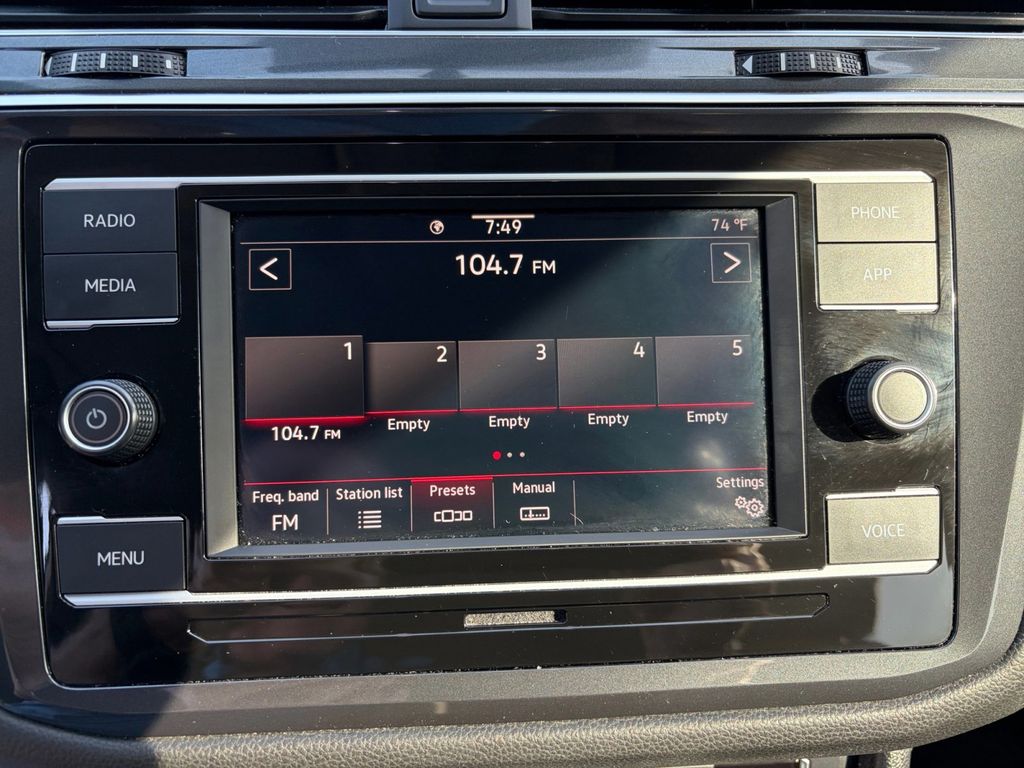 RADIO
MEDIA
MENU
7:49
74 °F
<
104.7 FM
>
1
2
3
4
5
104.7 FM
Empty
Empty
Empty
Empty
Freq. band
FM
Station list
Presets
Manual
Settings
PHONE
APP
VOICE